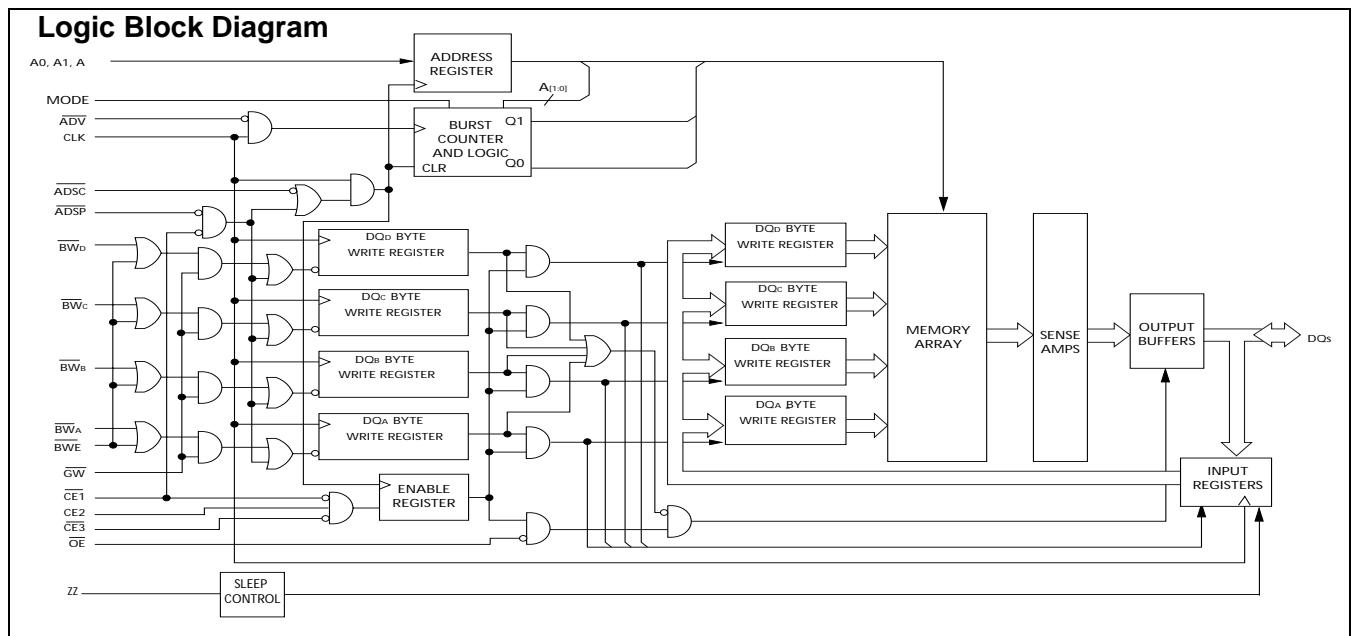 Logic Block Diagram
A0, A1, A
ADDRESS
REGISTER
MODE
A[1:0]
ADV
CLK
BURST
COUNTER
AND LOGIC
CLR
Q1
Q0
ADSC
ADSP
BWD
DQD BYTE
WRITE REGISTER
DQD BYTE
WRITE REGISTER
BWC
DQC BYTE
WRITE REGISTER
DQC BYTE
WRITE REGISTER
BWB
DQB BYTE
WRITE REGISTER
DQB BYTE
WRITE REGISTER
BWA
BWE
DQA BYTE
WRITE REGISTER
DQA BYTE
WRITE REGISTER
MEMORY
ARRAY
SENSE
AMPS
OUTPUT
BUFFERS
DQs
GW
CE1
CE2
CE3
OE
ENABLE
REGISTER
INPUT
REGISTERS
ZZ
SLEEP
CONTROL